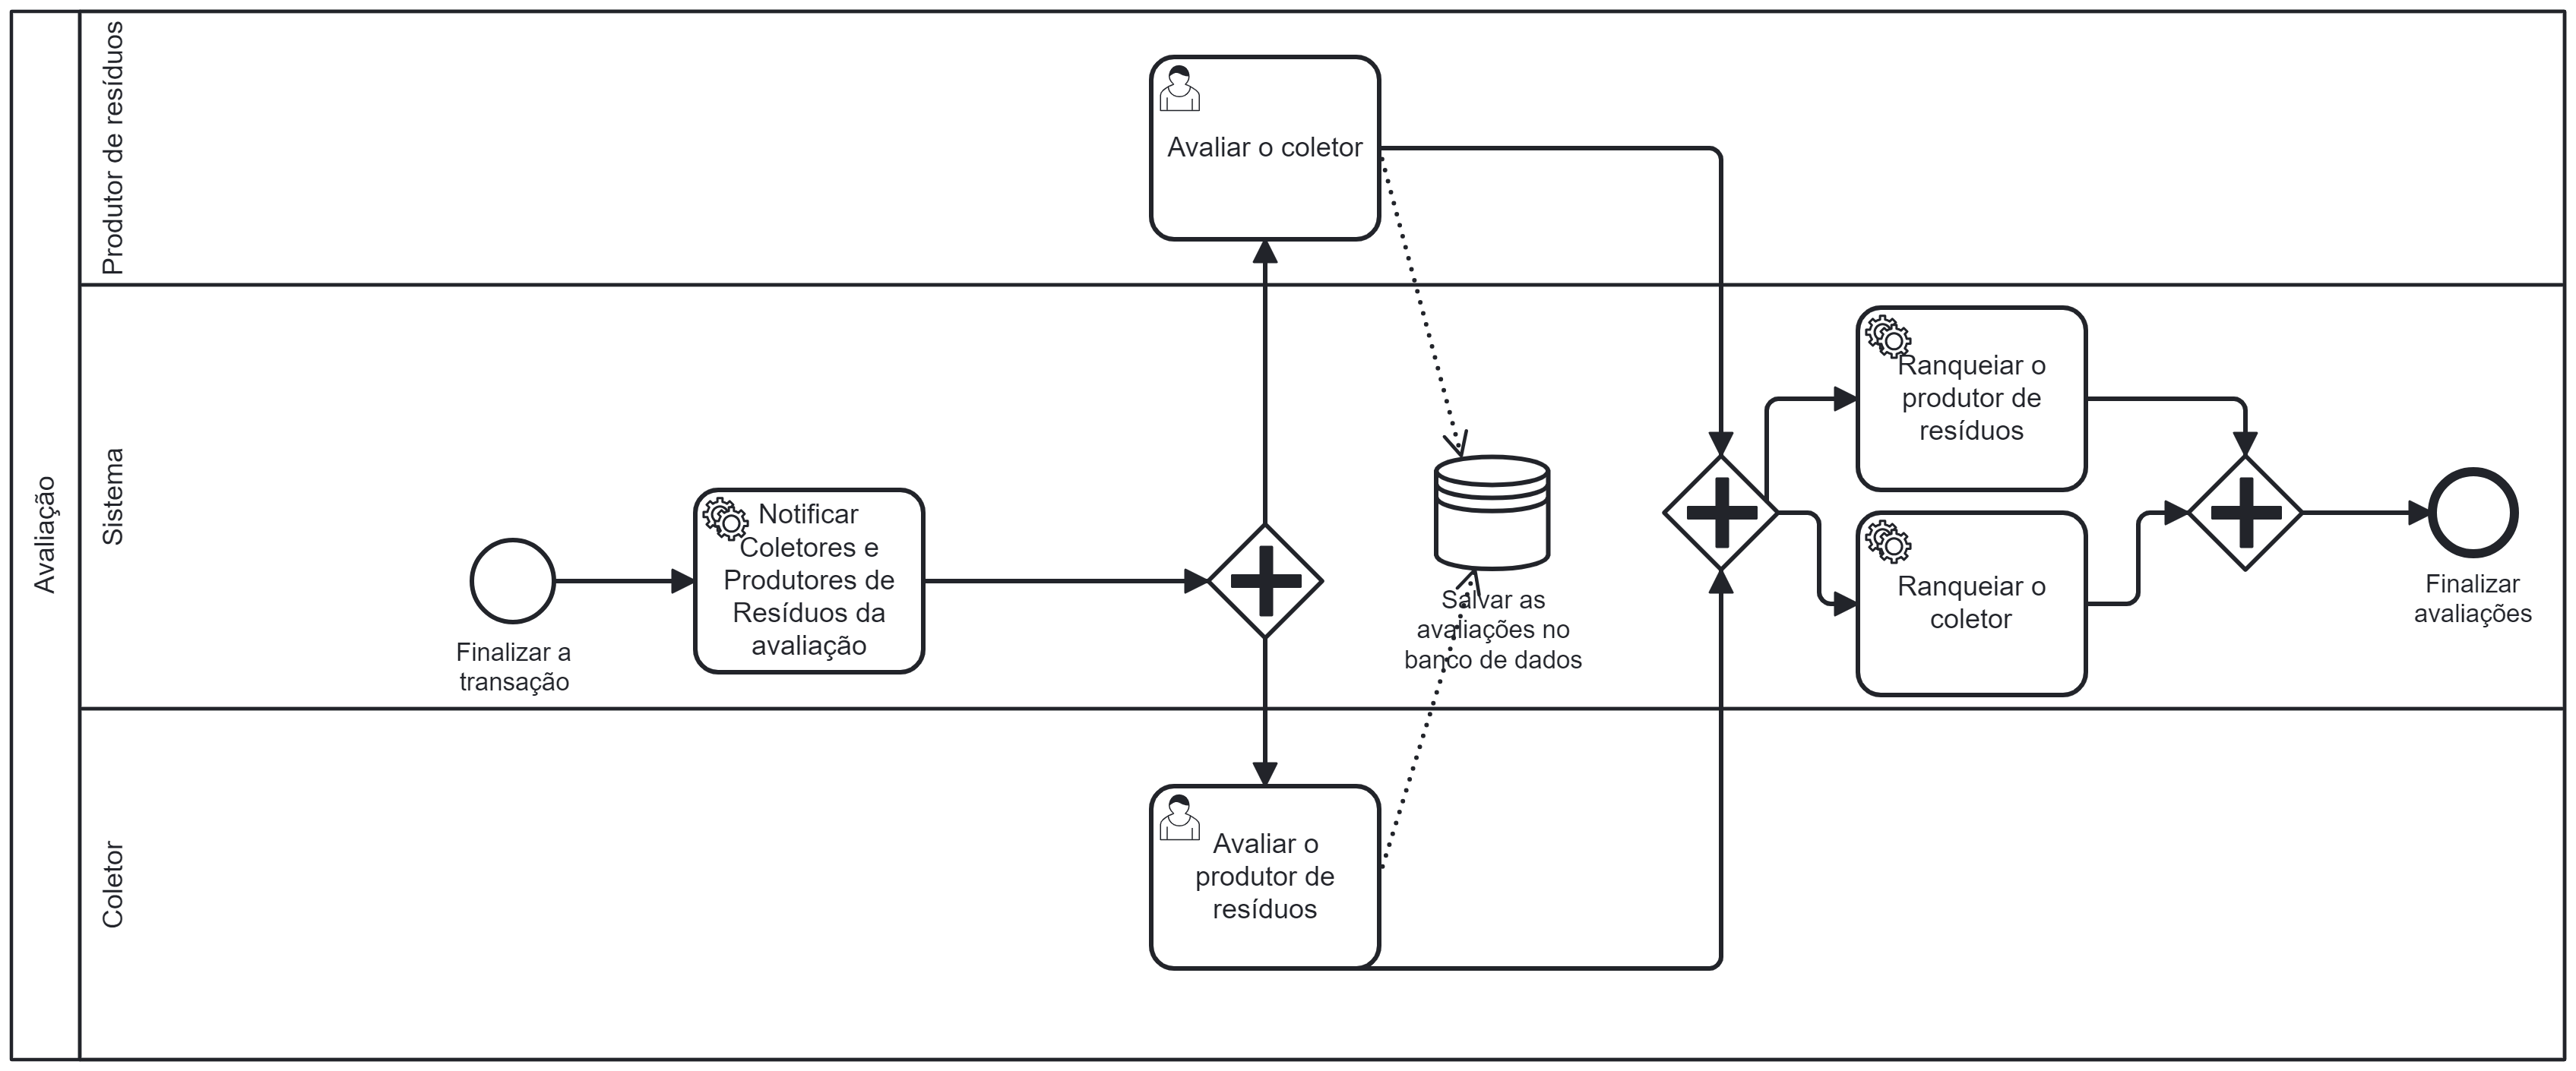 Avaliação
Produtor de resíduos
Sistema
Coletor
Avaliar o coletor
Finalizar a
transação
Notificar
Coletores e
Produtores de
Resíduos da
avaliação
Salvar as
avaliações no
banco de dados
Avaliar o
produtor de
resíduos
Ranqueiar o
produtor de
resíduos
Ranqueiar o
coletor
Finalizar
avaliações